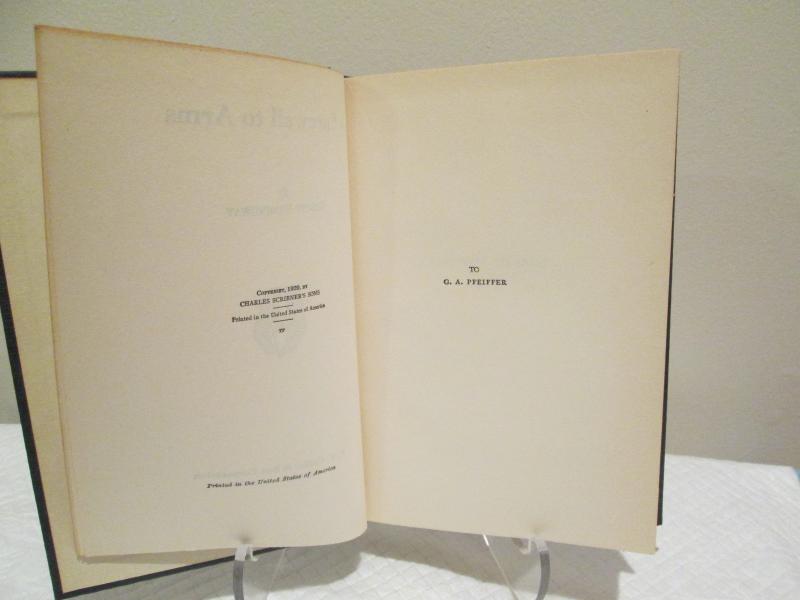 COPYRIGHT, 1929, BY
CHARLES SCRIBNER'S SONS
Printed in the United States of America
Printed in the United States of America
TO
G. A. PFEIFFER